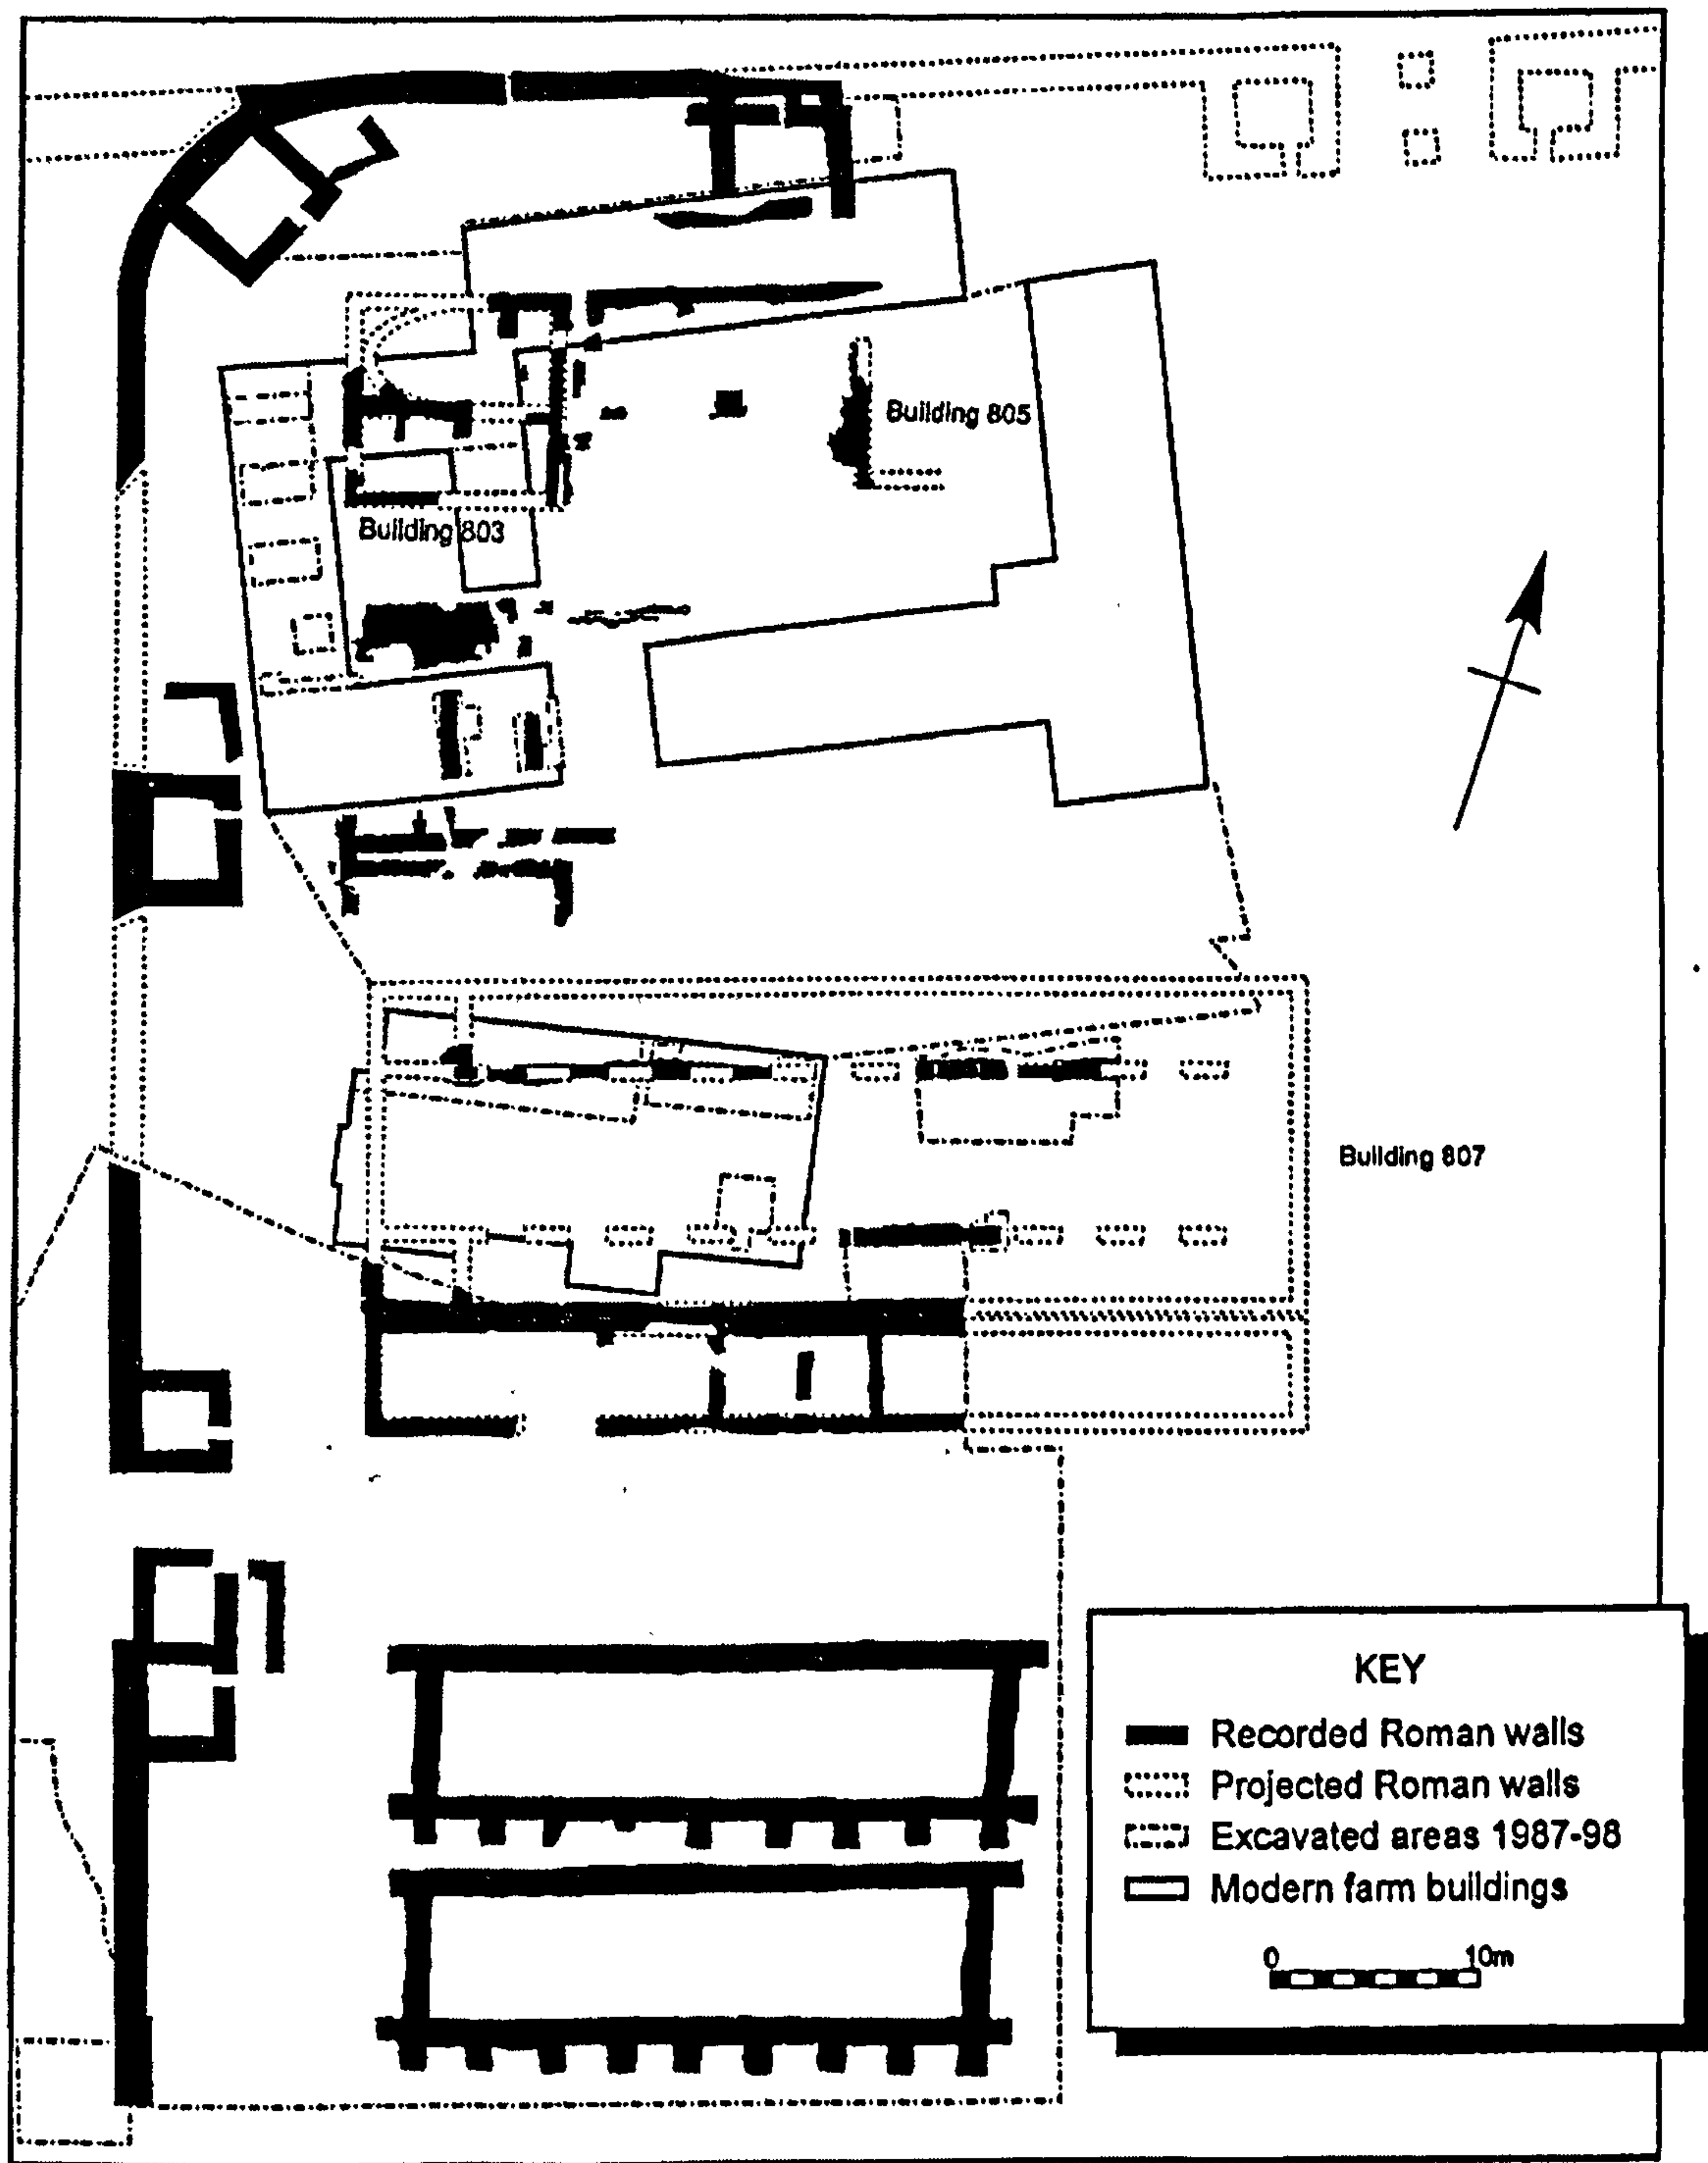 Building 805
Building 803
Building 807
KEY
Recorded Roman walls
Projected Roman walls
Excavated areas 1987-98
Modern farm buildings
0 10m